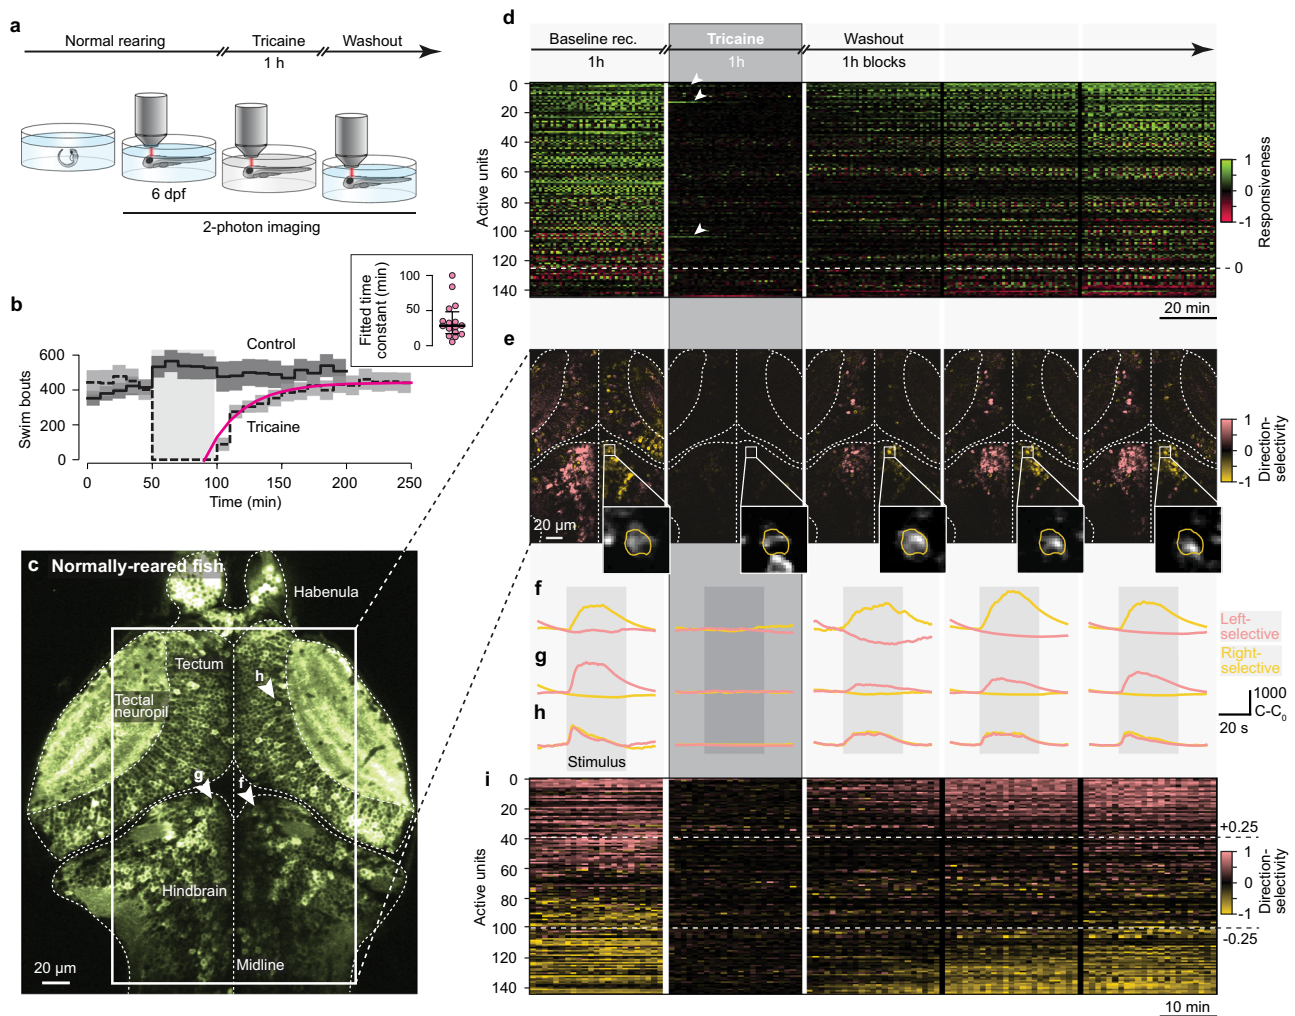 a
Normal rearing
Tricaine
Washout
1 h
6 dpf
2-photon imaging
b
Fitted time
constant (min)
100
50
0
Control
Tricaine
Swim bouts
600
400
200
0
0
50
100
150
200
250
Time (min)
c Normally-reared fish
Habenula
Tectum
h
Tectal
neuropil
g
f
Hindbrain
Midline
20 µm
d
Baseline rec.
Tricaine
Washout
1h
1h
1h blocks
Active units
0
20
40
60
80
100
120
140
1
0
-1
Responsiveness
0
20 min
e
20 µm
1
0
-1
Direction-
selectivity
f
g
h
Stimulus
Left-
selective
Right-
selective
1000
C-C0
20 s
i
Active units
0
20
40
60
80
100
120
140
+0.25
1
0
-1
Direction-
selectivity
-0.25
10 min